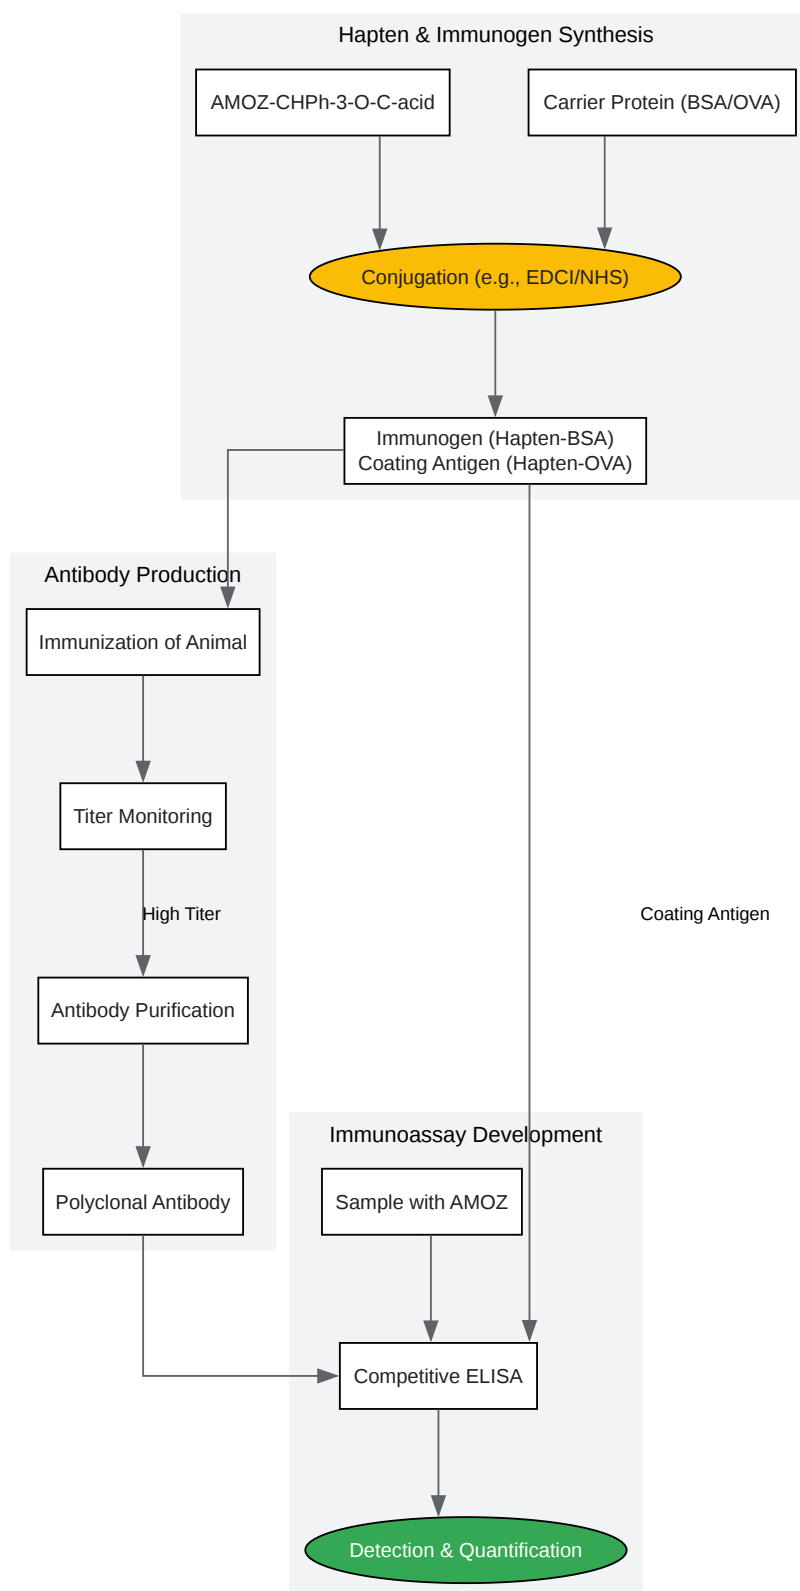 Hapten & Immunogen Synthesis
AMOZ-CHPh-3-O-C-acid
Carrier Protein (BSA/OVA)
Conjugation (e.g., EDCI/NHS)
Immunogen (Hapten-BSA)
Coating Antigen (Hapten-OVA)
Antibody Production
Immunization of Animal
Titer Monitoring
High Titer
Coating Antigen
Antibody Purification
Immunoassay Development
Polyclonal Antibody
Sample with AMOZ
Competitive ELISA
Detection & Quantification